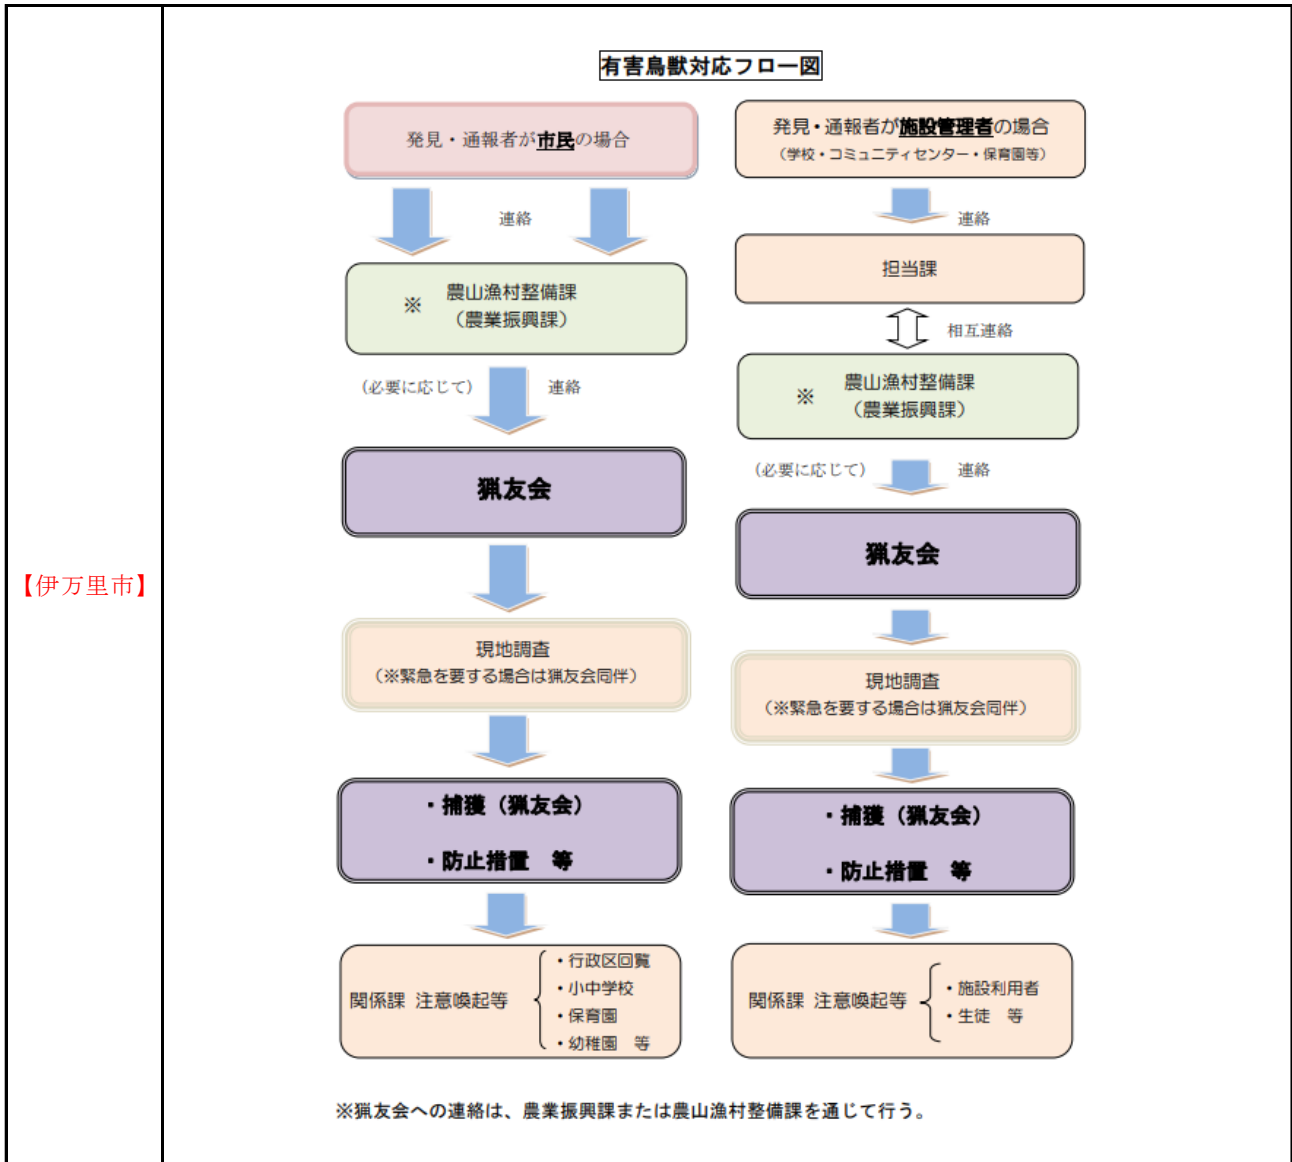 【伊万里市】
有害鳥獣対応フロー図
発見・通報者が市民の場合
連絡
※
農山漁村整備課
（農業振興課）
(必要に応じて)
連絡
猟友会
現地調査
（※緊急を要する場合は猟友会同伴）
・捕獲（猟友会）
・防止措置　等
関係課 注意喚起等
・行政区回覧
・小中学校
・保育園
・幼稚園　等
発見・通報者が施設管理者の場合
（学校・コミュニティセンター・保育園等）
連絡
担当課
相互連絡
※
農山漁村整備課
（農業振興課）
(必要に応じて)
連絡
猟友会
現地調査
（※緊急を要する場合は猟友会同伴）
・捕獲（猟友会）
・防止措置　等
関係課 注意喚起等
・施設利用者
・生徒　等
※猟友会への連絡は、農業振興課または農山漁村整備課を通じて行う。